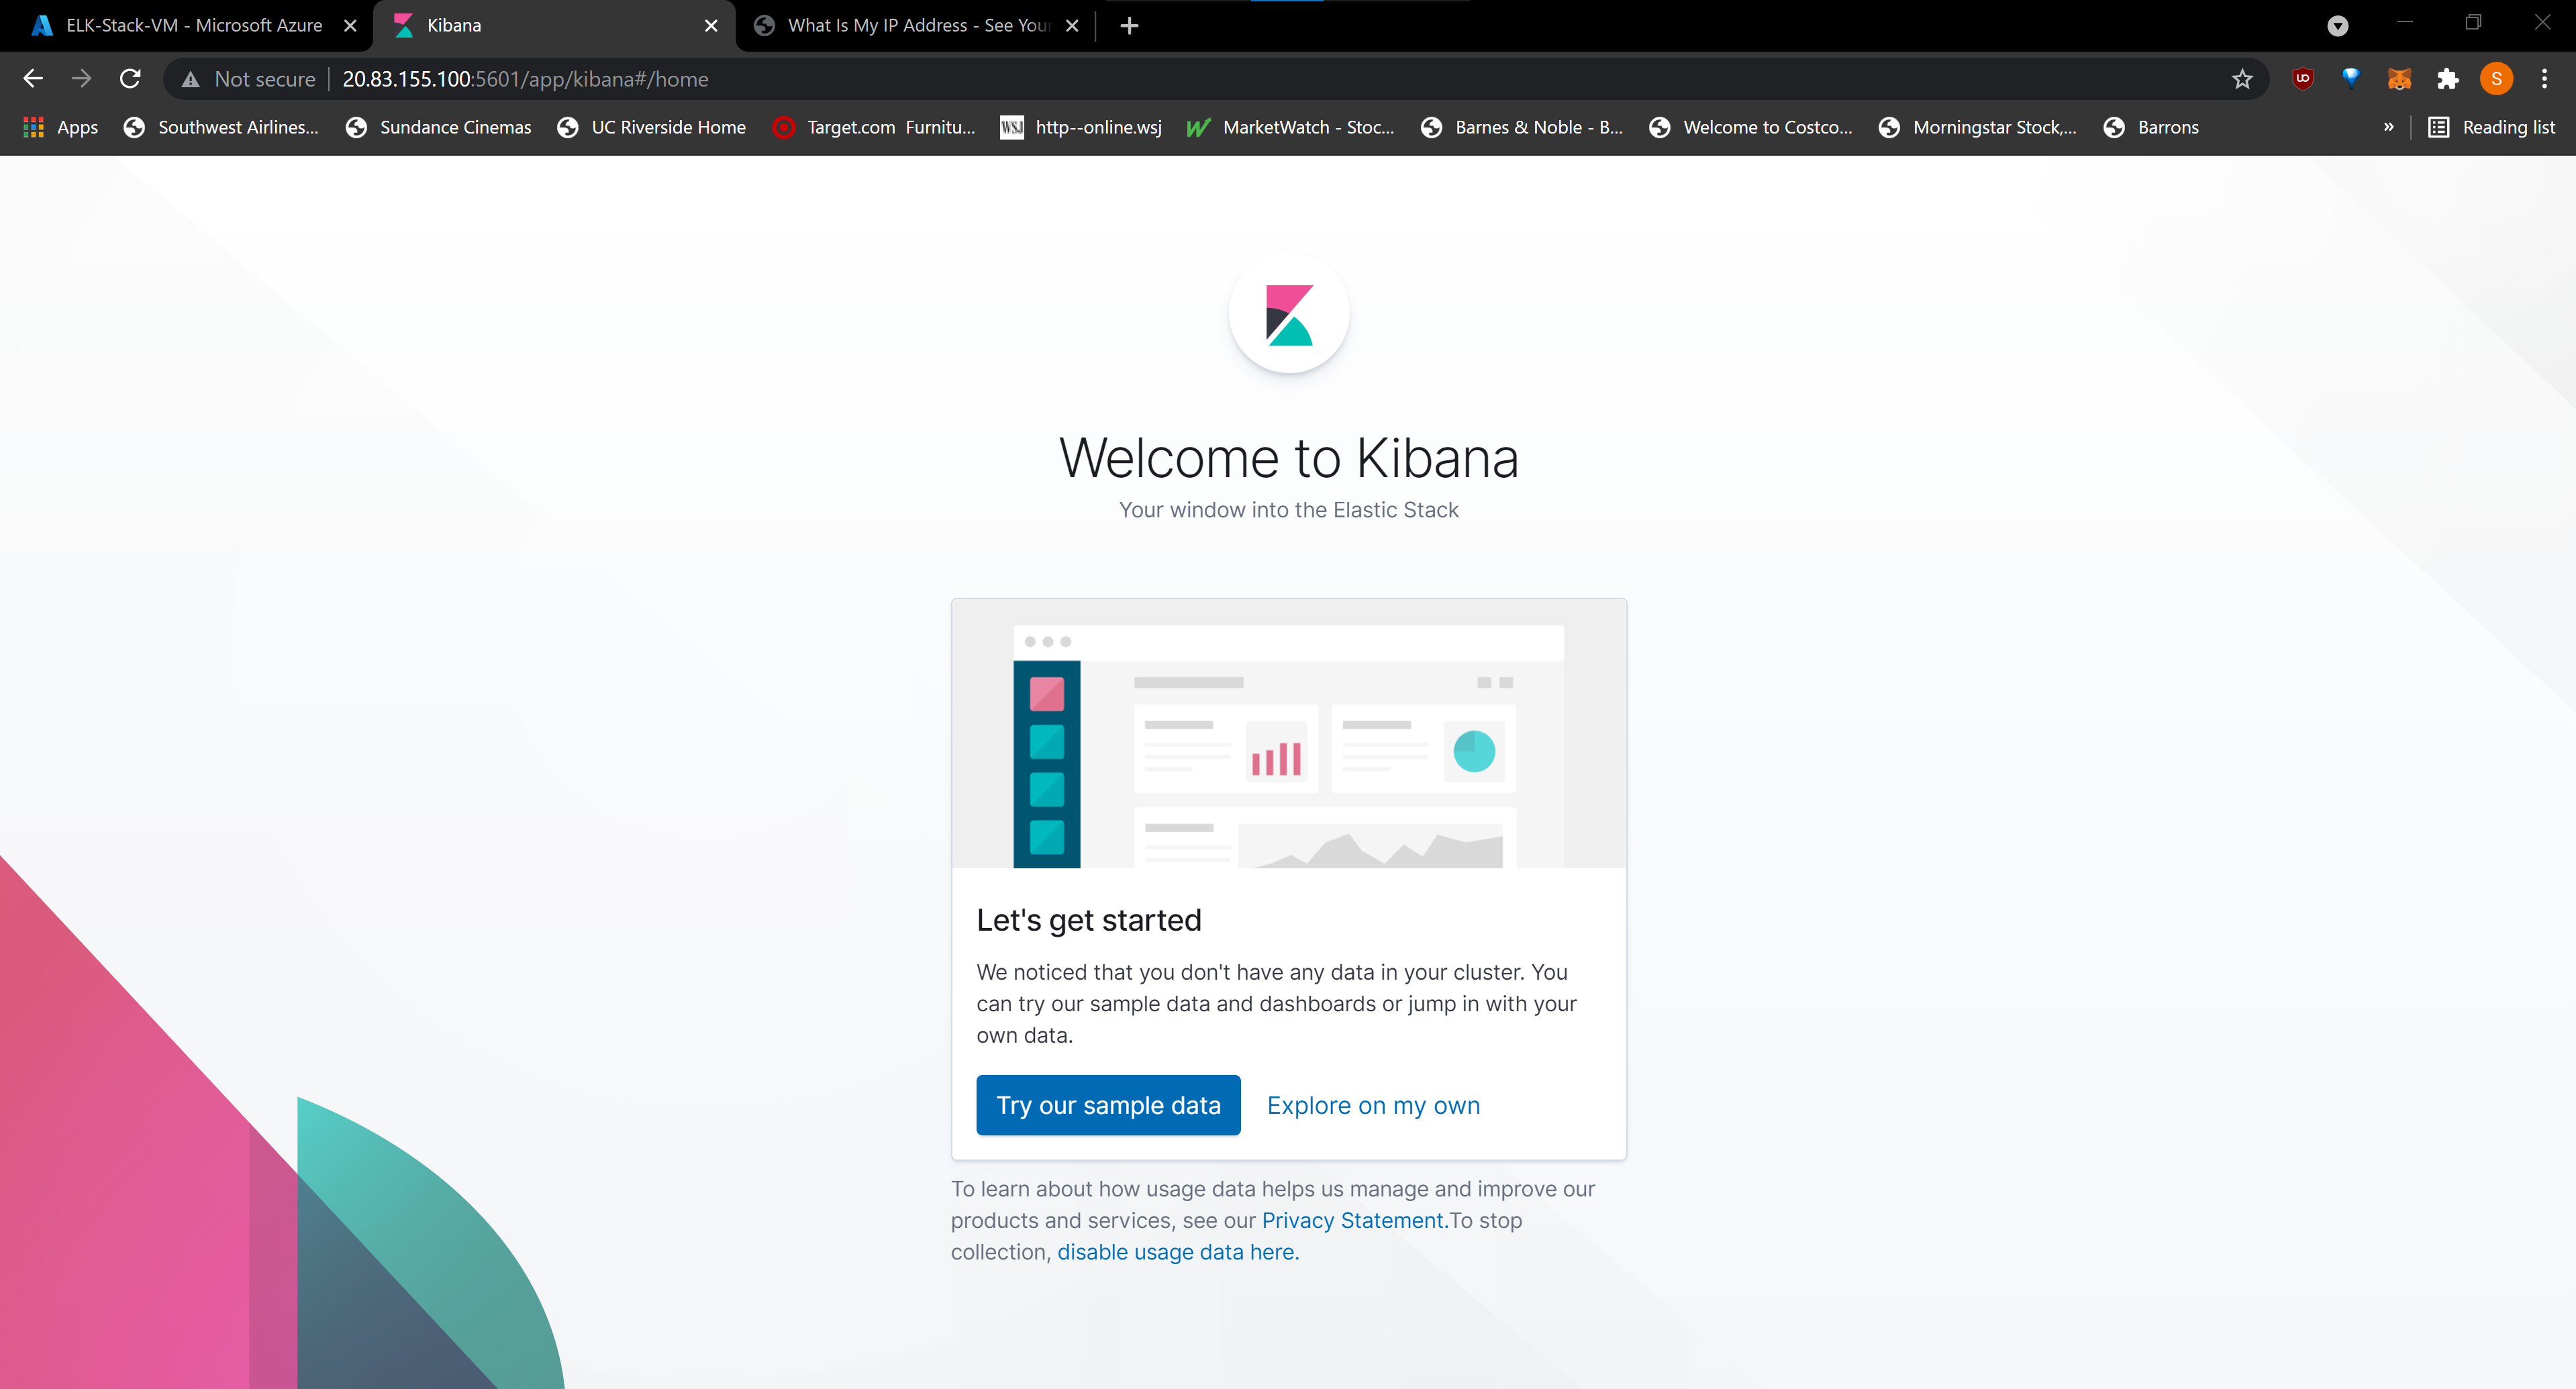 ELK-Stack-VM - Microsoft Azure
Kibana
What Is My IP Address - See Your
Not secure
20.83.155.100:5601/app/kibana#/home
S
Apps
Southwest Airlines...
Sundance Cinemas
UC Riverside Home
Target.com Furnitu...
WSJ
http--online.wsj
MarketWatch - Stoc...
Barnes & Noble - B...
Welcome to Costco...
Morningstar Stock,...
Barrons
»
Reading list
Welcome to Kibana
Your window into the Elastic Stack
Let's get started
We noticed that you don't have any data in your cluster. You
can try our sample data and dashboards or jump in with your
own data.
Try our sample data
Explore on my own
To learn about how usage data helps us manage and improve our
products and services, see our Privacy Statement.To stop
collection, disable usage data here.